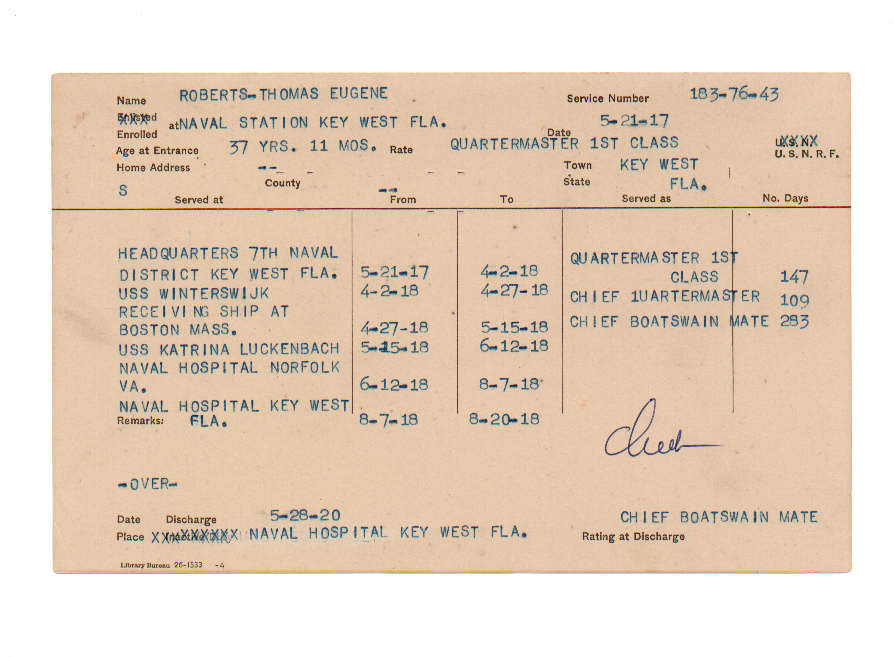 Name ROBERTS-THOMAS EUGENE Service Number 183-76-43
Enlisted
Enrolled at NAVAL STATION KEY WEST FLA. Date 5-21-17
Age at Entrance 37 YRS. 11 MOS. Rate QUARTERMASTER 1ST CLASS U.S.N.
U. S. N. R. F.
Home Address -- Town KEY WEST
S County -- State FLA.
Served at From To Served as No. Days
HEADQUARTERS 7TH NAVAL
DISTRICT KEY WEST FLA. 5-21-17 4-2-18
USS WINTERSWIJK 4-2-18 4-27-18
RECEIVING SHIP AT
BOSTON MASS. 4-27-18 5-15-18
USS KATRINA LUCKENBACH 5-15-18 6-12-18
NAVAL HOSPITAL NORFOLK
VA. 6-12-18 8-7-18
NAVAL HOSPITAL KEY WEST
Remarks: FLA. 8-7-18 8-20-18
QUARTERMASTER 1ST
CLASS 147
CHIEF 1UARTERMASTER 109
CHIEF BOATSWAIN MATE 283
-OVER-
Date Discharge 5-28-20 CHIEF BOATSWAIN MATE
Place XXXXXXXXXX NAVAL HOSPITAL KEY WEST FLA. Rating at Discharge
Library Bureau 26-1533 -4